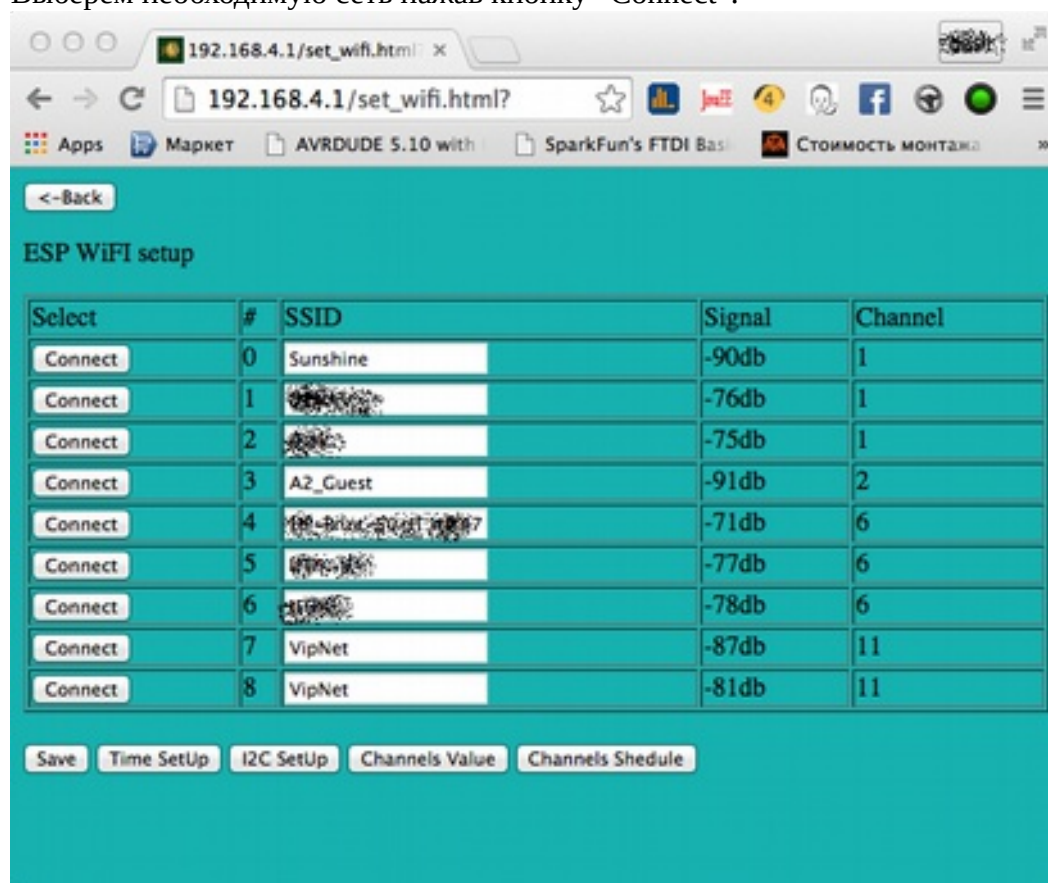 Выберем необходимую сеть нажав кнопку "Connect".
192.168.4.1/set_wifi.html
192.168.4.1/set_wifi.html?
Apps Маркет AVRDUDE 5.10 with SparkFun's FTDI Basi Стоимость монтажа »
<-Back
ESP WiFI setup
Select # SSID Signal Channel
Connect 0 Sunshine -90db 1
Connect 1 -76db 1
Connect 2 -75db 1
Connect 3 A2_Guest -91db 2
Connect 4 -71db 6
Connect 5 -77db 6
Connect 6 -78db 6
Connect 7 VipNet -87db 11
Connect 8 VipNet -81db 11
Save Time SetUp I2C SetUp Channels Value Channels Shedule